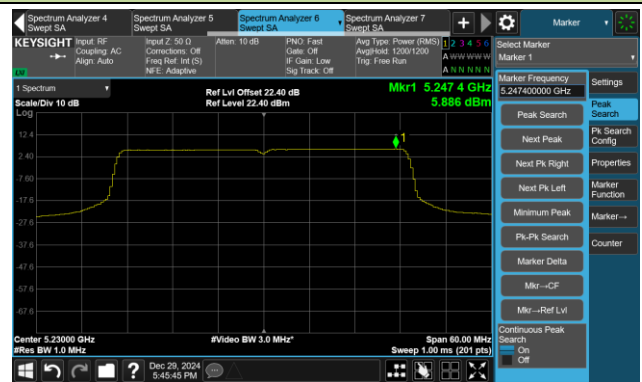 Spectrum Analyzer 4
Swept SA
Spectrum Analyzer 5
Swept SA
Spectrum Analyzer 6
Swept SA
Spectrum Analyzer 7
Swept SA
+
Marker
KEYSIGHT
Input: RF
Coupling: AC
Align: Auto
Input Z: 50 Ω
Corrections: Off
Freq Ref: Int (S)
NFE: Adaptive
Atten: 10 dB
PNO: Fast
Gate: Off
IF Gain: Low
Sig Track: Off
Avg Type: Power (RMS)
Avg|Hold: 1200/1200
Trig: Free Run
1 2 3 4 5 6
A W W W W W
A N N N N N
LXI
Select Marker
Marker 1
1 Spectrum
Scale/Div 10 dB
Log
Ref Lvl Offset 22.40 dB
Ref Level 22.40 dBm
Mkr1 5.247 4 GHz
5.886 dBm
12.4
2.40
-7.60
-17.6
-27.6
-37.6
-47.6
-57.6
-67.6
1
Center 5.23000 GHz
#Res BW 1.0 MHz
#Video BW 3.0 MHz*
Span 60.00 MHz
Sweep 1.00 ms (201 pts)
Marker Frequency
5.247400000 GHz
Peak Search
Next Peak
Next Pk Right
Next Pk Left
Minimum Peak
Pk-Pk Search
Marker Delta
Mkr→CF
Mkr→Ref Lvl
Continuous Peak
Search
On
Off
Settings
Peak
Search
Pk Search
Config
Properties
Marker
Function
Marker→
Counter
?
Dec 29, 2024
5:45:45 PM